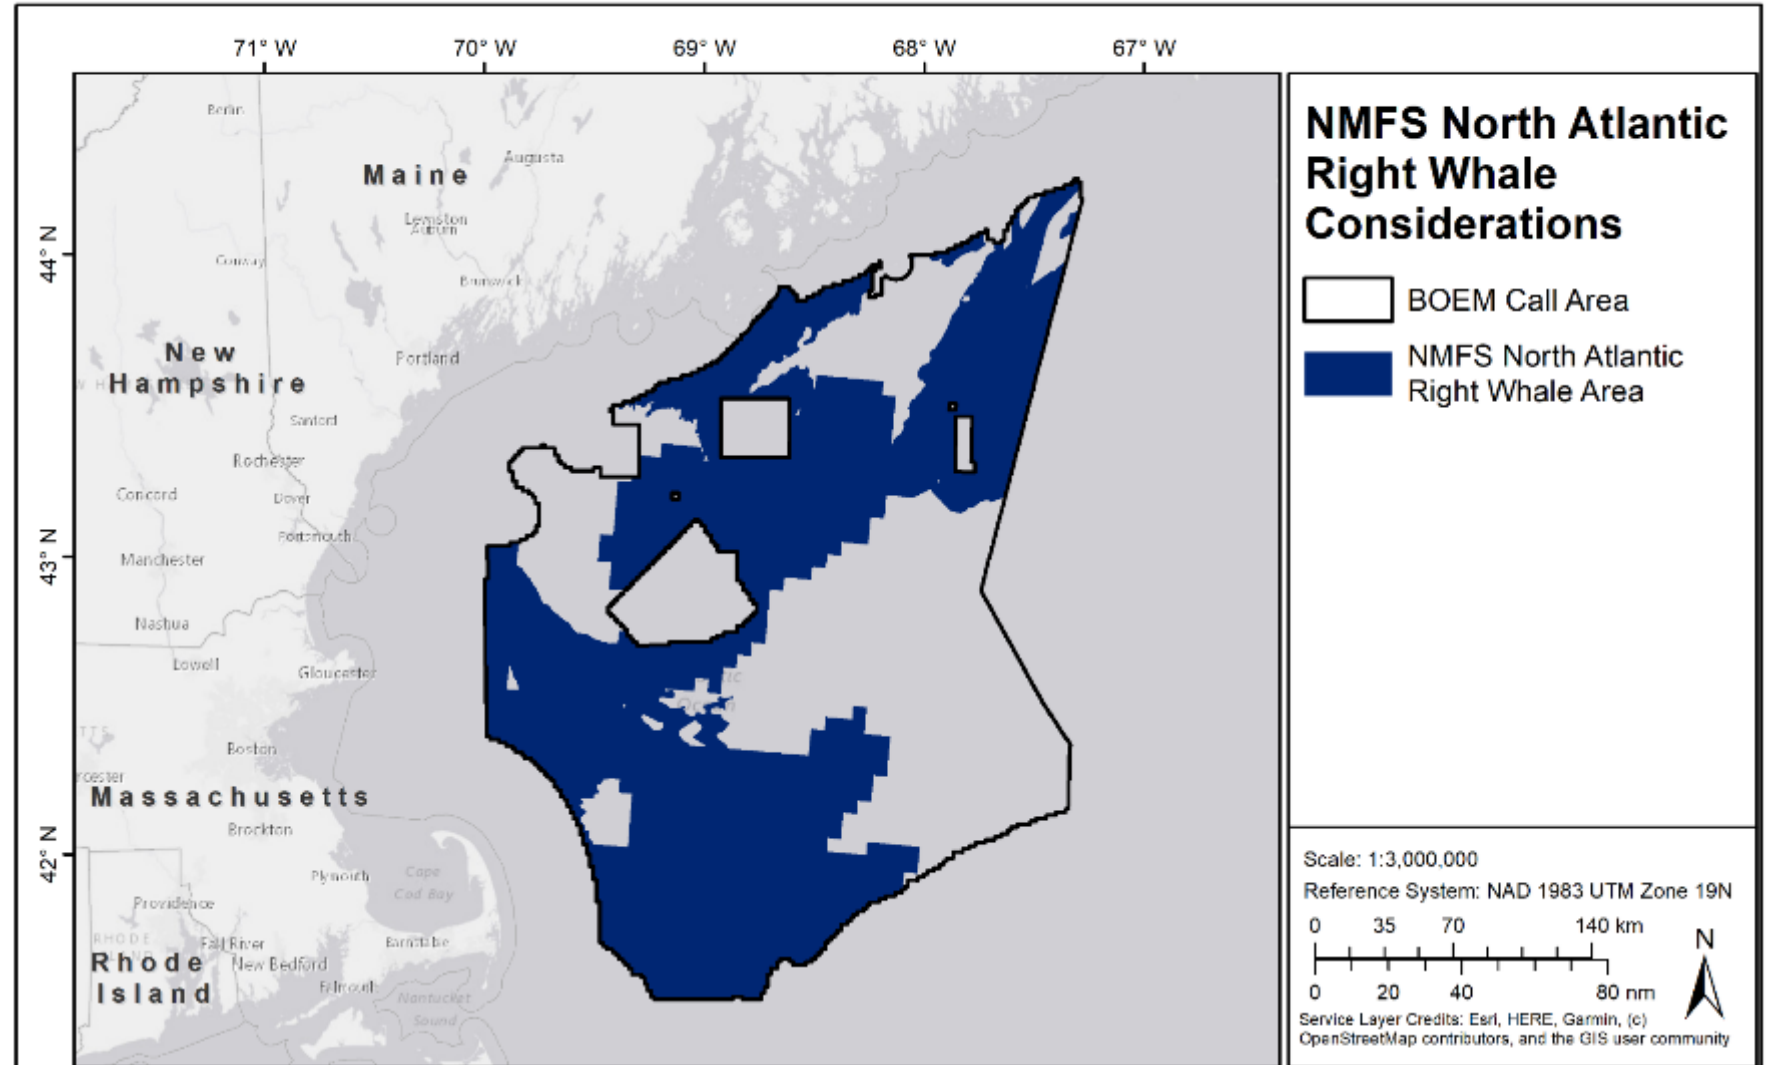 71° W
70° W
69° W
68° W
67° W
44° N
43° N
42° N
Berlin
Augusta
Maine
Lewiston
Auburn
Conway
Brunswick
New
Hampshire
Portland
Sanford
Rochester
Concord
Dover
Portsmouth
Manchester
Nashua
Lowell
Gloucester
Boston
Massachusetts
Brockton
Plymouth
Cape
Cod Bay
Providence
Fall River
Barnstable
Rhode
Island
New Bedford
Falmouth
Nantucket
Sound
NMFS North Atlantic
Right Whale
Considerations
BOEM Call Area
NMFS North Atlantic
Right Whale Area
Scale: 1:3,000,000
Reference System: NAD 1983 UTM Zone 19N
0 35 70 140 km
N
0 20 40 80 nm
Service Layer Credits: Esri, HERE, Garmin, (c)
OpenStreetMap contributors, and the GIS user community